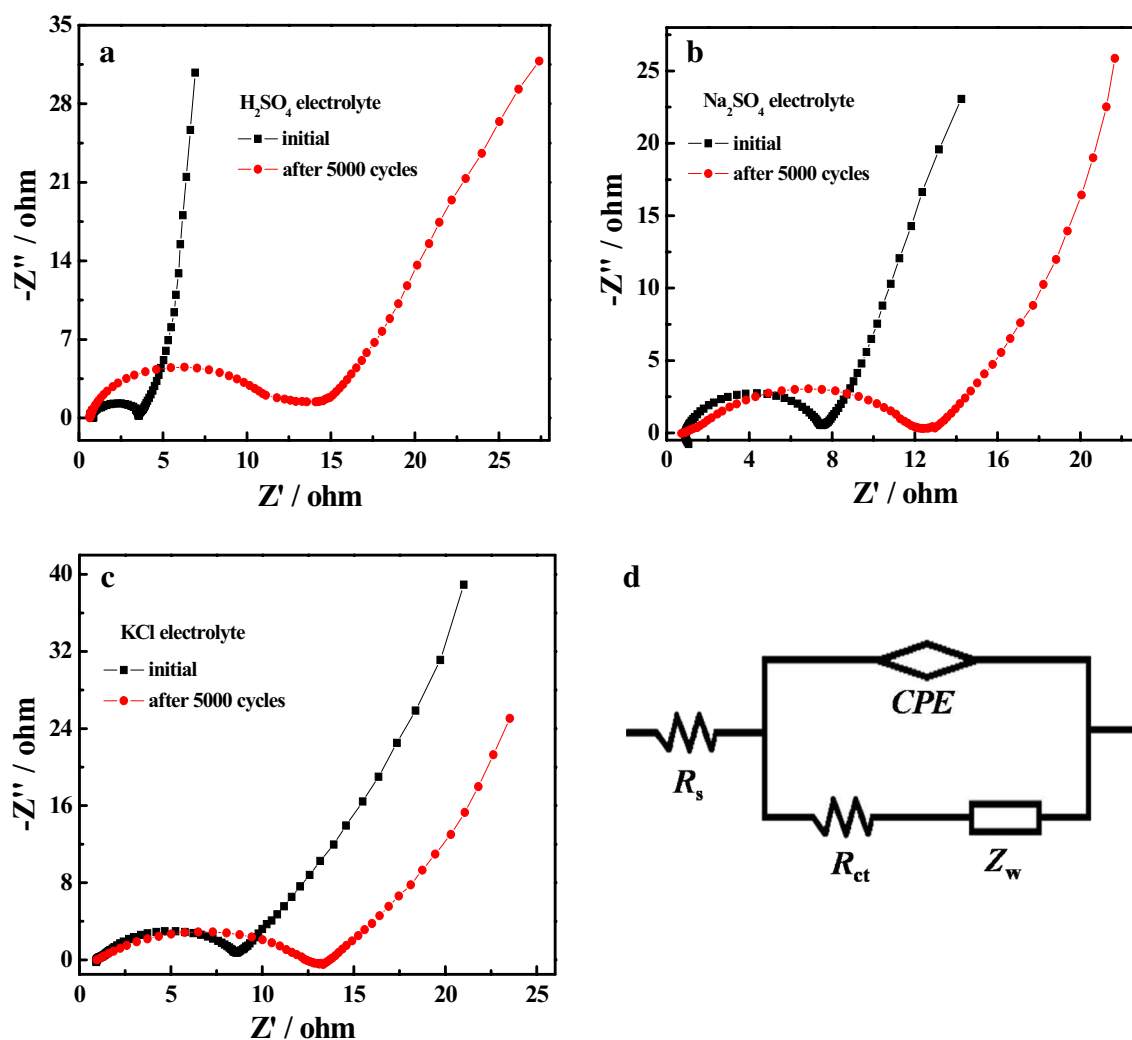 a
H₂SO₄ electrolyte
initial
after 5000 cycles
35
28
21
14
7
0
-Z'' / ohm
0 5 10 15 20 25
Z' / ohm
b
Na₂SO₄ electrolyte
initial
after 5000 cycles
25
20
15
10
5
0
-Z'' / ohm
0 4 8 12 16 20
Z' / ohm
c
KCl electrolyte
initial
after 5000 cycles
40
32
24
16
8
0
-Z'' / ohm
0 5 10 15 20 25
Z' / ohm
d
CPE
Rₛ
R_ct
Z_w